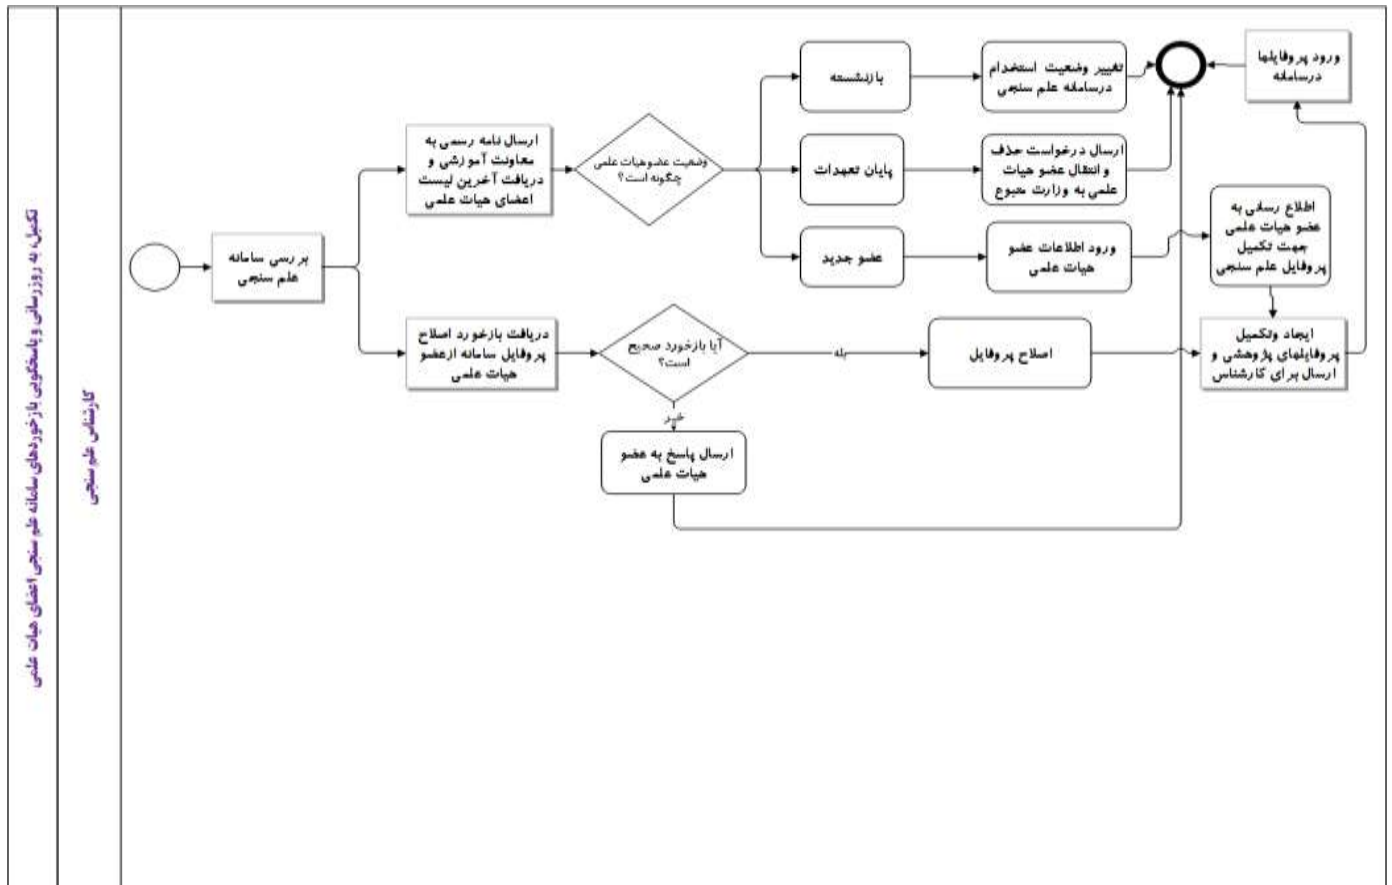 تکمیل، به روز رسانی و پاسخگویی بازخوردهای سامانه علم سنجی اعضای هیات علمی
کارشناس علم سنجی
بررسی سامانه
علم سنجی
ارسال نامه رسمی به
معاونت آموزشی و
دریافت آخرین لیست
اعضای هیات علمی
وضعیت عضو هیات علمی
چگونه است؟
بازنشسته
تغییر وضعیت استخدام
درسامانه علم سنجی
پایان تعهدات
ارسال درخواست حذف
و انتقال عضو هیات
علمی به وزارت متبوع
عضو جدید
ورود اطلاعات عضو
هیات علمی
اطلاع رسانی به
عضو هیات علمی
جهت تکمیل
پروفایل علم سنجی
ورود پروفایلها
درسامانه
دریافت بازخورد اصلاح
پروفایل سامانه ازعضو
هیات علمی
آیا بازخورد صحیح
است؟
بله
اصلاح پروفایل
ایجاد وتکمیل
پروفایلهای پژوهشی و
ارسال برای کارشناس
خیر
ارسال پاسخ به عضو
هیات علمی